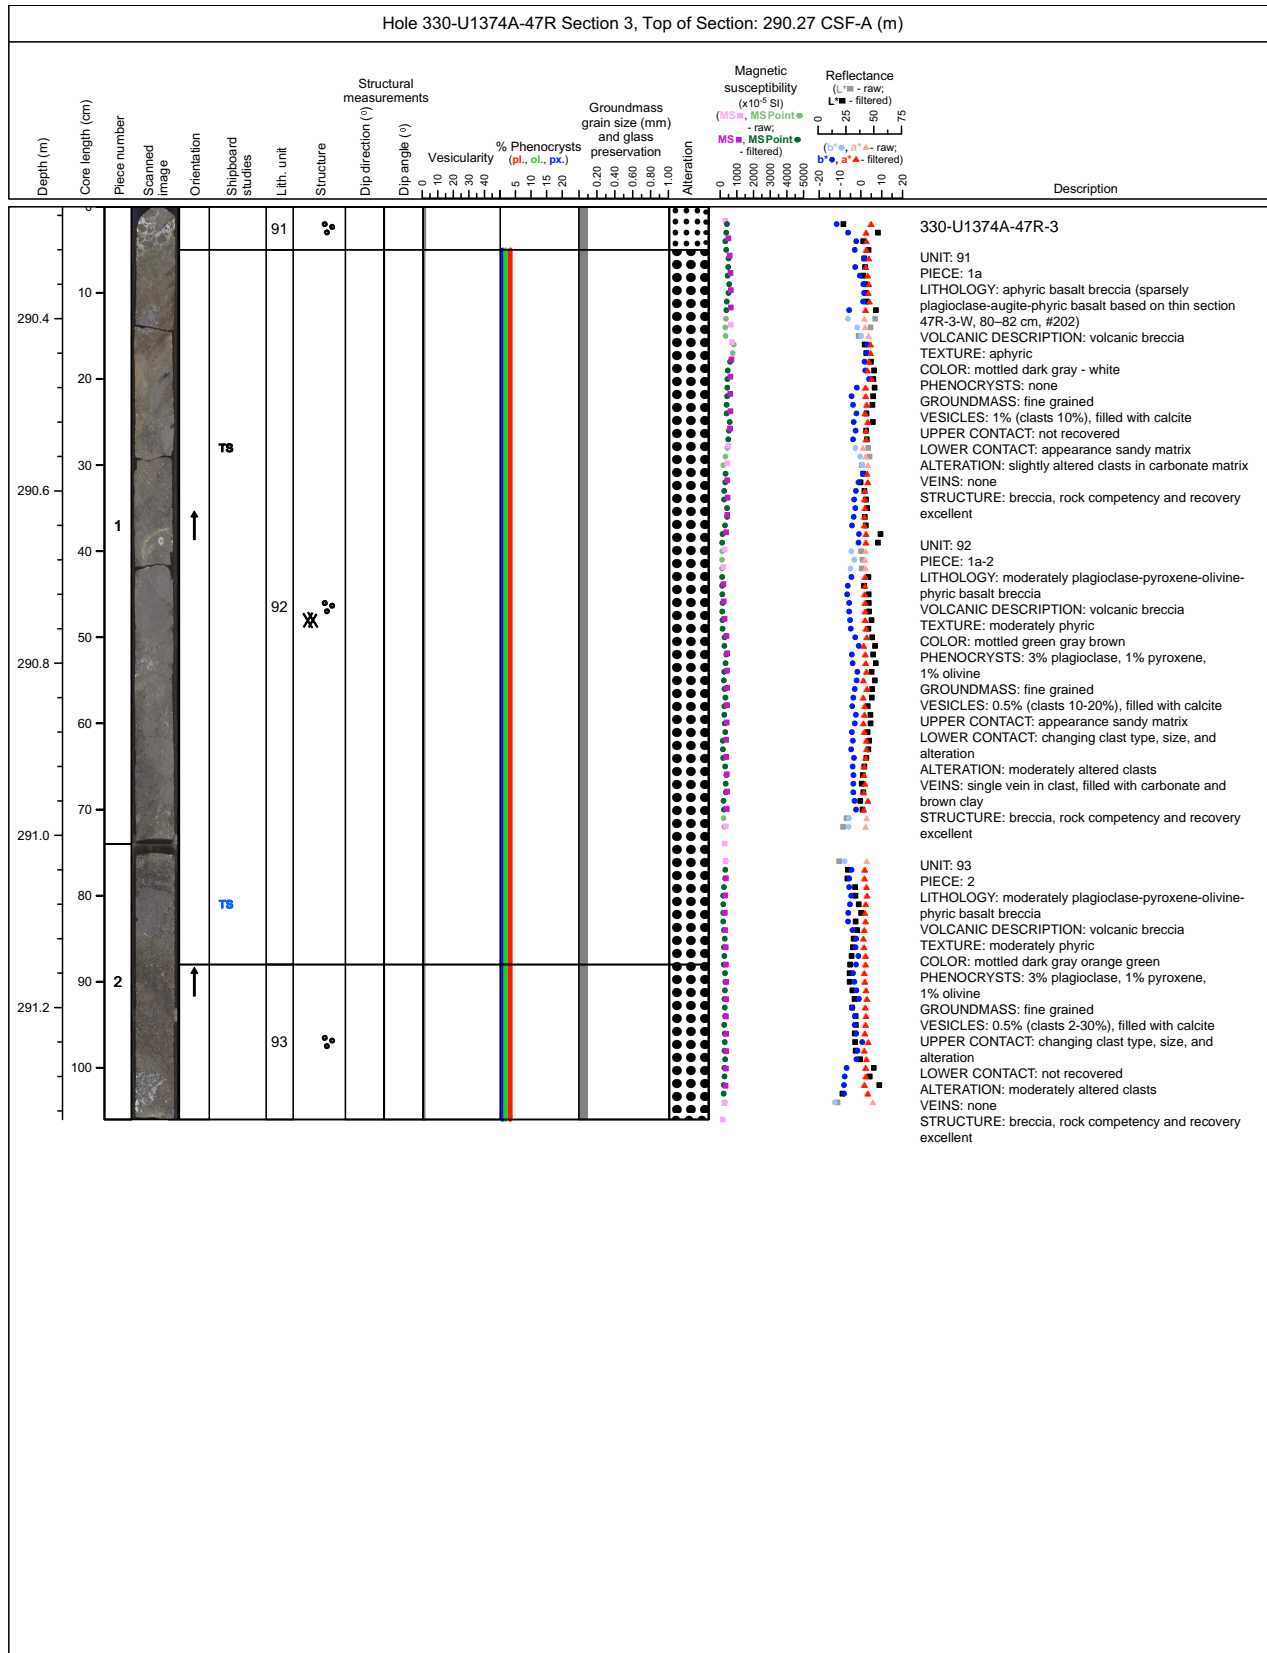 Hole 330-U1374A-47R Section 3, Top of Section: 290.27 CSF-A (m)
Depth (m)
Core length (cm)
Piece number
Scanned
image
Orientation
Shipboard
studies
Lith. unit
Structure
Structural
measurements
Dip direction (º)
Dip angle (º)
Vesicularity
0 10 20 30 40
% Phenocrysts
(pl., ol., px.)
5 10 15 20
Groundmass
grain size (mm)
and glass
preservation
0.20 0.40 0.60 0.80 1.00
Alteration
Magnetic
susceptibility
(x10-5 SI)
(MS■, MSPoint●
- raw;
MS■, MSPoint●
- filtered)
0 1000 2000 3000 4000 5000
Reflectance
(L*■ - raw;
L*■ - filtered)
0 25 50 75
(b*●, a*▲- raw;
b*●, a*▲- filtered)
-20 -10 0 10 20
Description
290.4
290.6
290.8
291.0
291.2
0
10
20
30
40
50
60
70
80
90
100
1
2
TS
TS
91
92
93
330-U1374A-47R-3
UNIT: 91
PIECE: 1a
LITHOLOGY: aphyric basalt breccia (sparsely
plagioclase-augite-phyric basalt based on thin section
47R-3-W, 80–82 cm, #202)
VOLCANIC DESCRIPTION: volcanic breccia
TEXTURE: aphyric
COLOR: mottled dark gray - white
PHENOCRYSTS: none
GROUNDMASS: fine grained
VESICLES: 1% (clasts 10%), filled with calcite
UPPER CONTACT: not recovered
LOWER CONTACT: appearance sandy matrix
ALTERATION: slightly altered clasts in carbonate matrix
VEINS: none
STRUCTURE: breccia, rock competency and recovery
excellent
UNIT: 92
PIECE: 1a-2
LITHOLOGY: moderately plagioclase-pyroxene-olivine-
phyric basalt breccia
VOLCANIC DESCRIPTION: volcanic breccia
TEXTURE: moderately phyric
COLOR: mottled green gray brown
PHENOCRYSTS: 3% plagioclase, 1% pyroxene,
1% olivine
GROUNDMASS: fine grained
VESICLES: 0.5% (clasts 10-20%), filled with calcite
UPPER CONTACT: appearance sandy matrix
LOWER CONTACT: changing clast type, size, and
alteration
ALTERATION: moderately altered clasts
VEINS: single vein in clast, filled with carbonate and
brown clay
STRUCTURE: breccia, rock competency and recovery
excellent
UNIT: 93
PIECE: 2
LITHOLOGY: moderately plagioclase-pyroxene-olivine-
phyric basalt breccia
VOLCANIC DESCRIPTION: volcanic breccia
TEXTURE: moderately phyric
COLOR: mottled dark gray orange green
PHENOCRYSTS: 3% plagioclase, 1% pyroxene,
1% olivine
GROUNDMASS: fine grained
VESICLES: 0.5% (clasts 2-30%), filled with calcite
UPPER CONTACT: changing clast type, size, and
alteration
LOWER CONTACT: not recovered
ALTERATION: moderately altered clasts
VEINS: none
STRUCTURE: breccia, rock competency and recovery
excellent